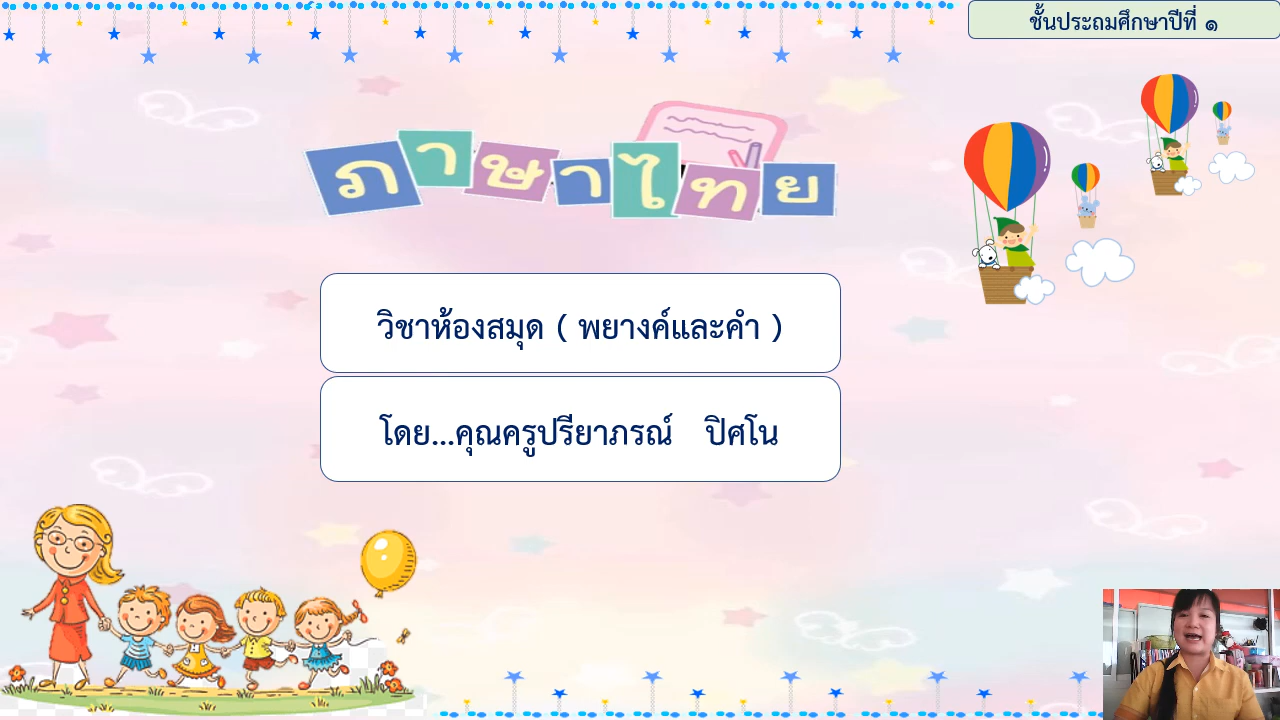 ชั้นประถมศึกษาปีที่ ๑
ภาษาไทย
วิชาห้องสมุด ( พยางค์และคำ )
โดย...คุณครูปรียาภรณ์ ปิศโน